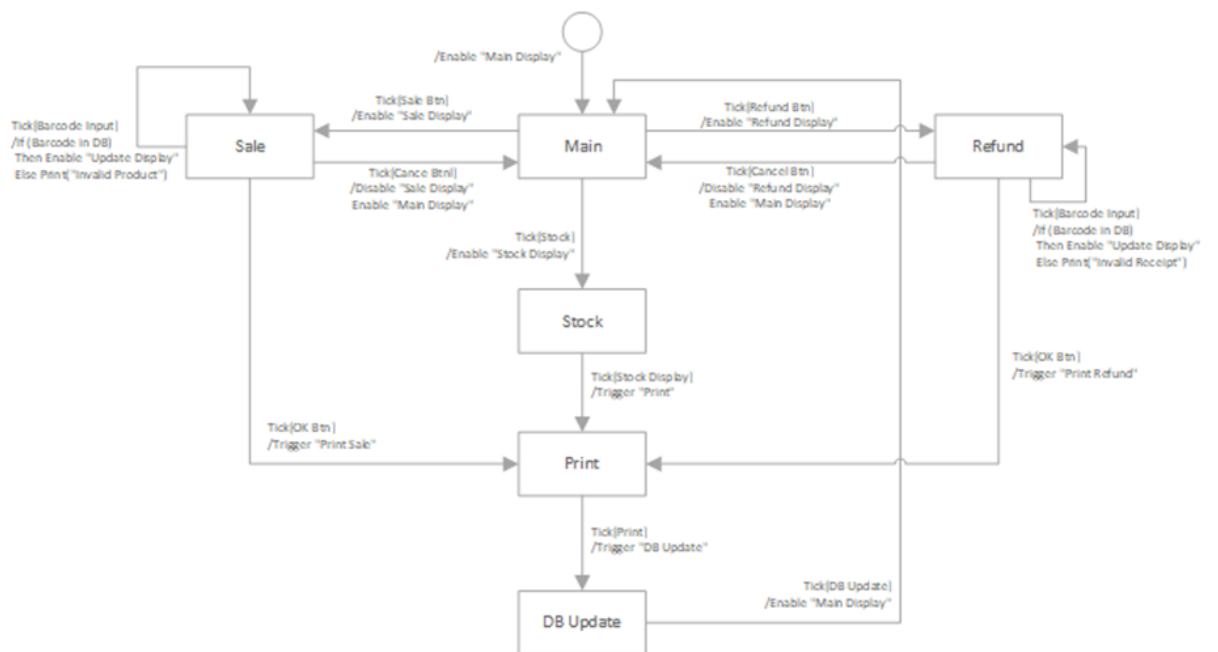 /Enable "Main Display"
Tick(Sale Btn)
/Enable "Sale Display"
Tick(Refund Btn)
/Enable "Refund Display"
Tick(Barcode Input)
/If (Barcode in DB)
Then Enable "Update Display"
Else Print("Invalid Product")
Sale
Main
Refund
Tick(Cance Btnl)
/Disable "Sale Display"
Enable "Main Display"
Tick(Cancel Btn)
/Disable "Refund Display"
Enable "Main Display"
Tick(Barcode Input)
/If (Barcode in DB)
Then Enable "Update Display"
Else Print("Invalid Receipt")
Tick(Stock)
/Enable "Stock Display"
Stock
Tick(Stock Display)
/Trigger "Print"
Tick(OK Btn)
/Trigger "Print Refund"
Tick(OK Btn)
/Trigger "Print Sale"
Print
Tick(Print)
/Trigger "DB Update"
Tick(DB Update)
/Enable "Main Display"
DB Update